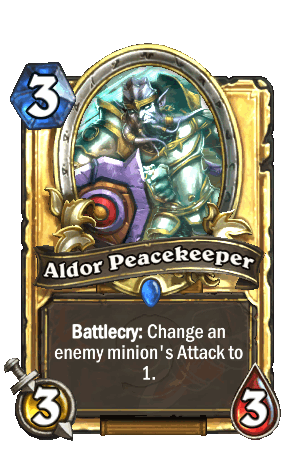 3
Aldor Peacekeeper
Battlecry: Change an
enemy minion's Attack to
1.
3
3